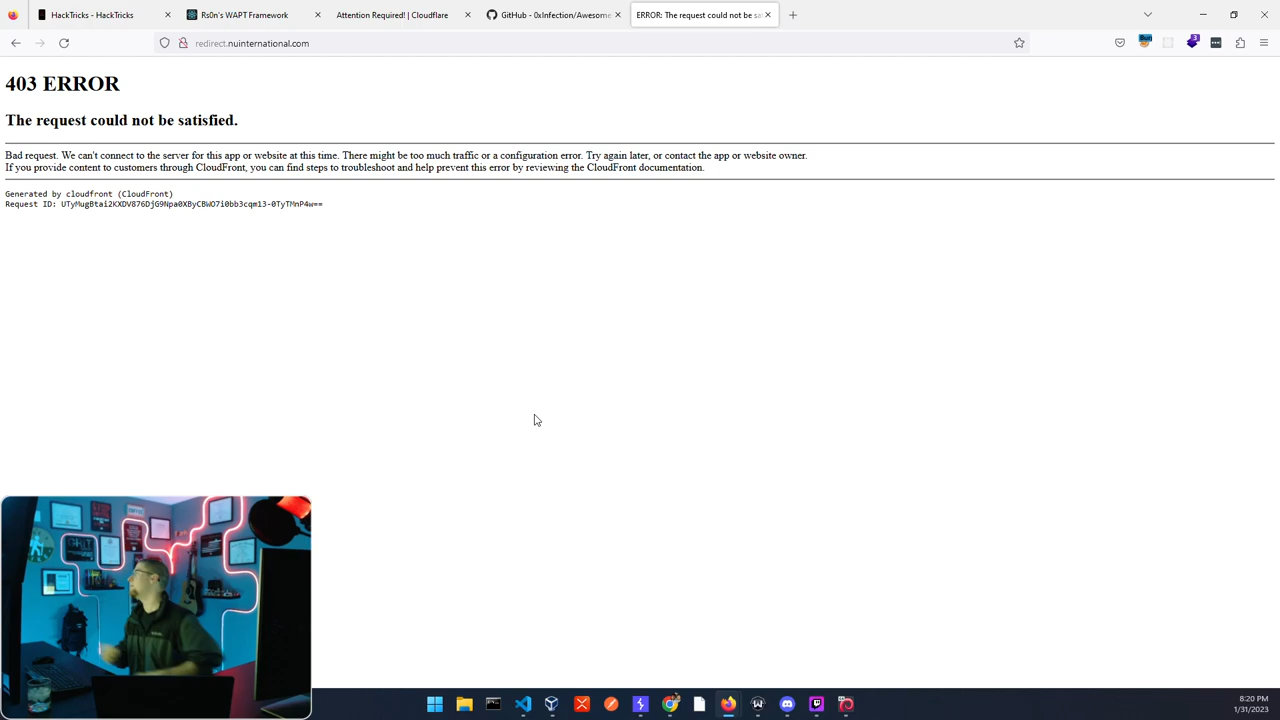 HackTricks - HackTricks
Rs0n's WAPT Framework
Attention Required! | Cloudflare
GitHub - 0xInfection/Awesome
ERROR: The request could not be sa
redirect.nuinternational.com
403 ERROR
The request could not be satisfied.
Bad request. We can't connect to the server for this app or website at this time. There might be too much traffic or a configuration error. Try again later, or contact the app or website owner.
If you provide content to customers through CloudFront, you can find steps to troubleshoot and help prevent this error by reviewing the CloudFront documentation.
Generated by cloudfront (CloudFront)
Request ID: UTyMugBtai2KXDV876DjG9Npa0XByCBWO7i0bb3cqm13-0TyTMnP4w==
8:20 PM
1/31/2023